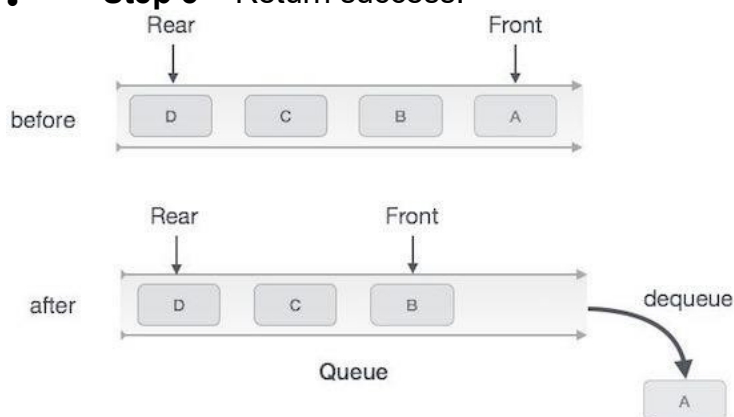 Rear Front
before D C B A
Rear Front
after D C B dequeue
Queue
A